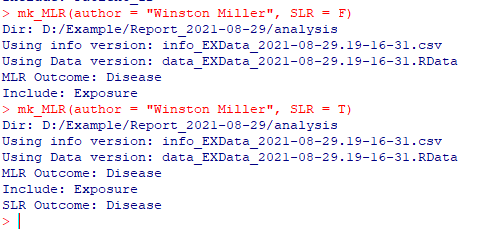 > mk_MLR(author = "Winston Miller", SLR = F)
Dir: D:/Example/Report_2021-08-29/analysis
Using info version: info_EXData_2021-08-29.19-16-31.csv
Using Data version: data_EXData_2021-08-29.19-16-31.RData
MLR Outcome: Disease
Include: Exposure
> mk_MLR(author = "Winston Miller", SLR = T)
Dir: D:/Example/Report_2021-08-29/analysis
Using info version: info_EXData_2021-08-29.19-16-31.csv
Using Data version: data_EXData_2021-08-29.19-16-31.RData
MLR Outcome: Disease
Include: Exposure
SLR Outcome: Disease
>